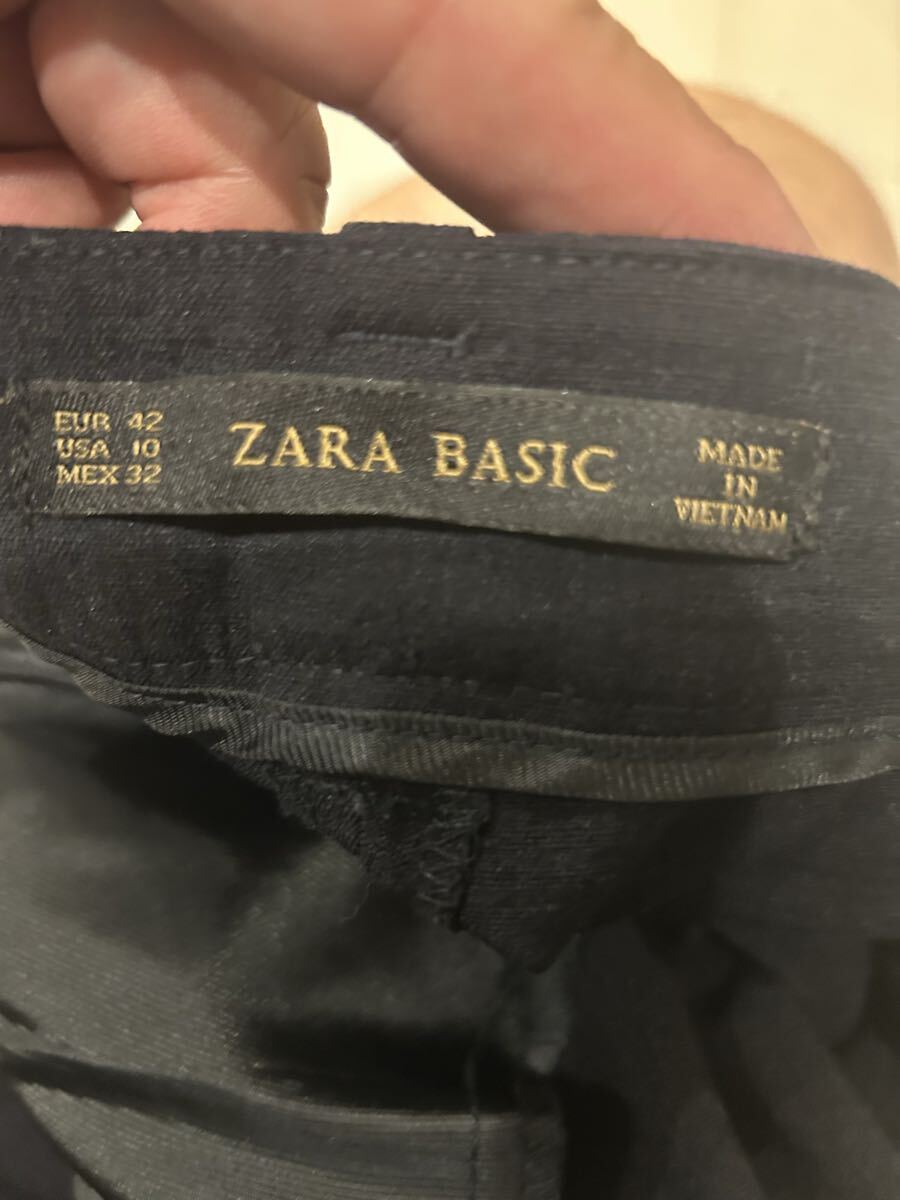 EUR 42
USA 10
MEX 32
ZARA BASIC
MADE
IN
VIETNAM